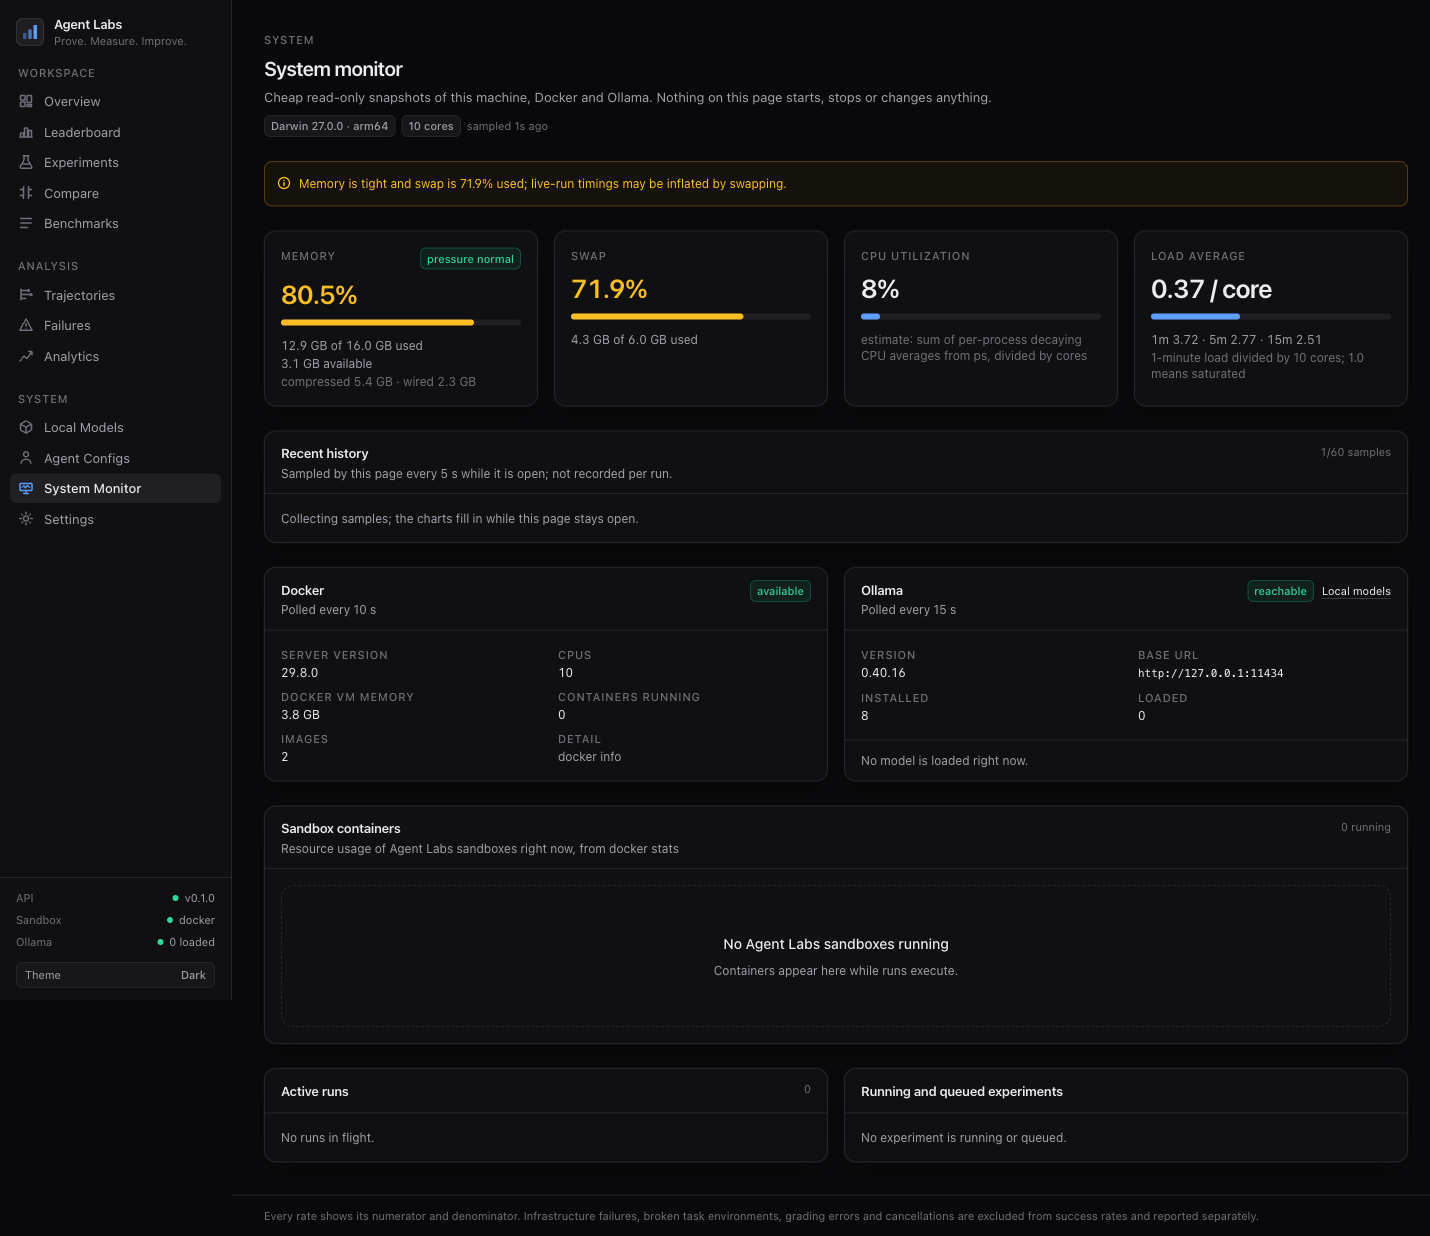 Agent Labs
Prove. Measure. Improve.
WORKSPACE
Overview
Leaderboard
Experiments
Compare
Benchmarks
ANALYSIS
Trajectories
Failures
Analytics
SYSTEM
Local Models
Agent Configs
System Monitor
Settings
API v0.1.0
Sandbox docker
Ollama 0 loaded
Theme Dark
SYSTEM
System monitor
Cheap read-only snapshots of this machine, Docker and Ollama. Nothing on this page starts, stops or changes anything.
Darwin 27.0.0 · arm64 10 cores sampled 1s ago
Memory is tight and swap is 71.9% used; live-run timings may be inflated by swapping.
MEMORY pressure normal
80.5%
12.9 GB of 16.0 GB used
3.1 GB available
compressed 5.4 GB · wired 2.3 GB
SWAP
71.9%
4.3 GB of 6.0 GB used
CPU UTILIZATION
8%
estimate: sum of per-process decaying
CPU averages from ps, divided by cores
LOAD AVERAGE
0.37 / core
1m 3.72 · 5m 2.77 · 15m 2.51
1-minute load divided by 10 cores; 1.0
means saturated
Recent history 1/60 samples
Sampled by this page every 5 s while it is open; not recorded per run.
Collecting samples; the charts fill in while this page stays open.
Docker available
Polled every 10 s
SERVER VERSION CPUS
29.8.0 10
DOCKER VM MEMORY CONTAINERS RUNNING
3.8 GB 0
IMAGES DETAIL
2 docker info
Ollama reachable Local models
Polled every 15 s
VERSION BASE URL
0.40.16 http://127.0.0.1:11434
INSTALLED LOADED
8 0
No model is loaded right now.
Sandbox containers 0 running
Resource usage of Agent Labs sandboxes right now, from docker stats
No Agent Labs sandboxes running
Containers appear here while runs execute.
Active runs 0
No runs in flight.
Running and queued experiments
No experiment is running or queued.
Every rate shows its numerator and denominator. Infrastructure failures, broken task environments, grading errors and cancellations are excluded from success rates and reported separately.